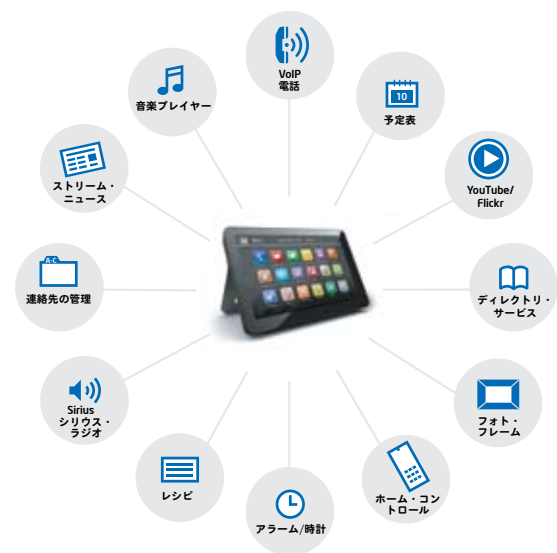 VoIP
電話
10
予定表
YouTube/
Flickr
ディレクトリ・
サービス
フォト・
フレーム
ホーム・コン
トロール
アラーム/時計
レシピ
Sirius
シリウス・
ラジオ
A-C
連絡先の管理
ストリーム・
ニュース
音楽プレイヤー